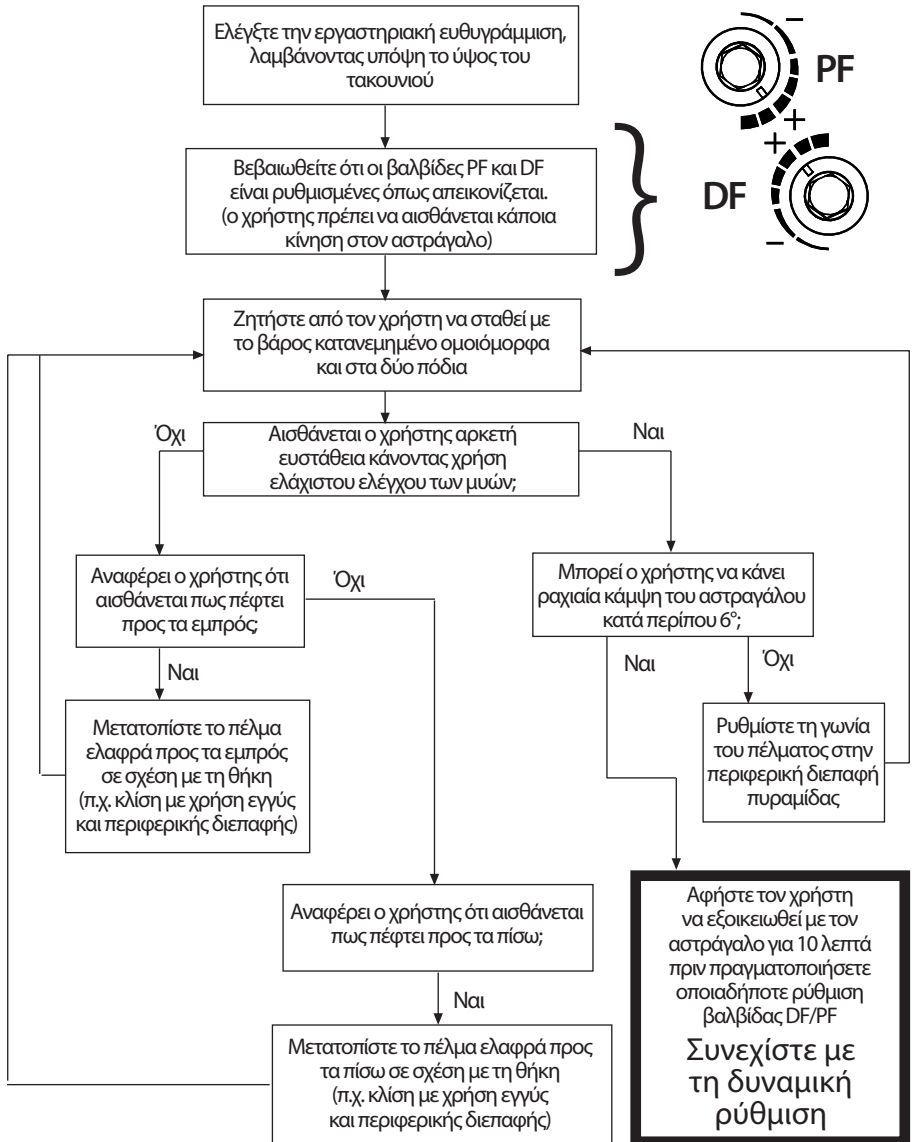 Ελέγξτε την εργαστηριακή ευθυγράμμιση,
λαμβάνοντας υπόψη το ύψος του
τακουνιού
–
PF
+
+
DF
–
Βεβαιωθείτε ότι οι βαλβίδες PF και DF
είναι ρυθμισμένες όπως απεικονίζεται.
(ο χρήστης πρέπει να αισθάνεται κάποια
κίνηση στον αστράγαλο)
Ζητήστε από τον χρήστη να σταθεί με
το βάρος κατανεμημένο ομοιόμορφα
και στα δύο πόδια
Όχι
Αισθάνεται ο χρήστης αρκετή
ευστάθεια κάνοντας χρήση
ελάχιστου ελέγχου των μυών;
Ναι
Αναφέρει ο χρήστης ότι
αισθάνεται πως πέφτει
προς τα εμπρός;
Όχι
Μπορεί ο χρήστης να κάνει
ραχιαία κάμψη του αστραγάλου
κατά περίπου 6°;
Ναι
Ναι
Όχι
Μετατοπίστε το πέλμα
ελαφρά προς τα εμπρός
σε σχέση με τη θήκη
(π.χ. κλίση με χρήση εγγύς
και περιφερικής διεπαφής)
Ρυθμίστε τη γωνία
του πέλματος στην
περιφερική διεπαφή
πυραμίδας
Αναφέρει ο χρήστης ότι αισθάνεται
πως πέφτει προς τα πίσω;
Ναι
Μετατοπίστε το πέλμα ελαφρά προς
τα πίσω σε σχέση με τη θήκη
(π.χ. κλίση με χρήση εγγύς
και περιφερικής διεπαφής)
Αφήστε τον χρήστη
να εξοικειωθεί με τον
αστράγαλο για 10 λεπτά
πριν πραγματοποιήσετε
οποιαδήποτε ρύθμιση
βαλβίδας DF/PF
Συνεχίστε με
τη δυναμική
ρύθμιση